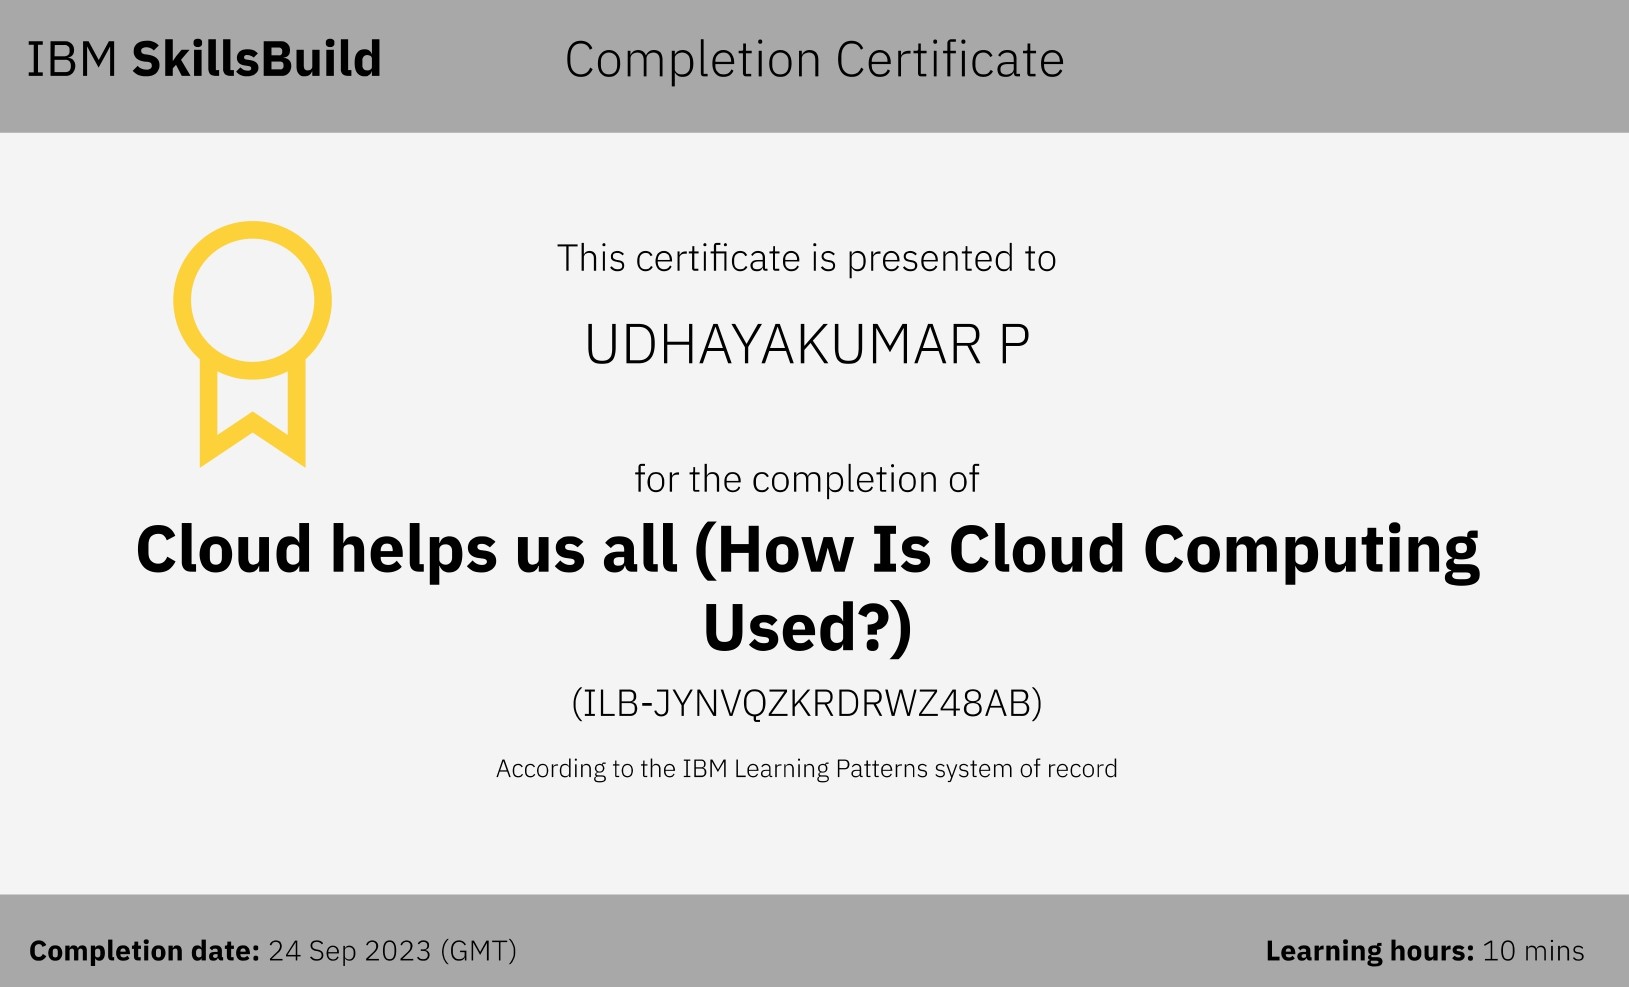 IBM SkillsBuild
Completion Certificate
This certificate is presented to
UDHAYAKUMAR P
for the completion of
Cloud helps us all (How Is Cloud Computing
Used?)
(ILB-JYNVQZKRDRWZ48AB)
According to the IBM Learning Patterns system of record
Completion date: 24 Sep 2023 (GMT)
Learning hours: 10 mins